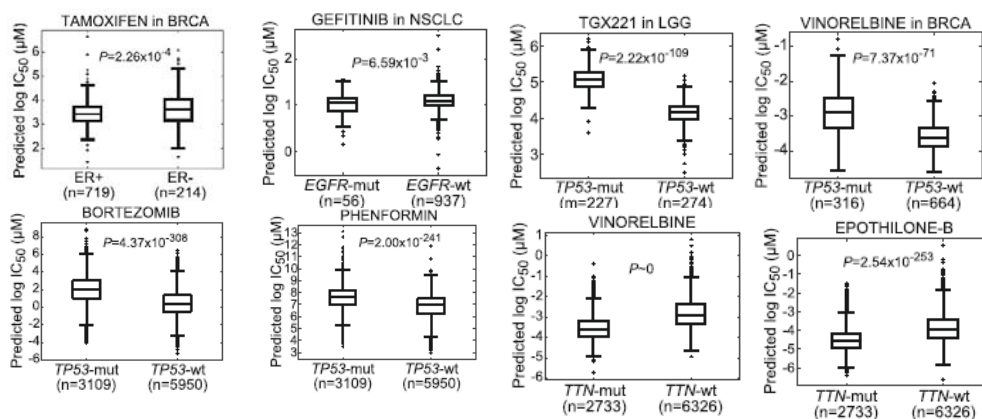 TAMOXIFEN in BRCA
Predicted log IC50 (µM)
P=2.26x10-4
6
5
4
3
2
ER+
(n=719)
ER-
(n=214)
GEFITINIB in NSCLC
Predicted log IC50 (µM)
P=6.59x10-3
2
1
0
EGFR-mut
(n=56)
EGFR-wt
(n=937)
TGX221 in LGG
Predicted log IC50 (µM)
P=2.22x10-109
6
5
4
3
TP53-mut
(m=227)
TP53-wt
(n=274)
VINORELBINE in BRCA
Predicted log IC50 (µM)
P=7.37x10-71
-1
-2
-3
-4
TP53-mut
(n=316)
TP53-wt
(n=664)
BORTEZOMIB
Predicted log IC50 (µM)
P=4.37x10-308
10
8
6
4
2
0
-2
-4
-6
TP53-mut
(n=3109)
TP53-wt
(n=5950)
PHENFORMIN
Predicted log IC50 (µM)
P=2.00x10-241
13
12
11
10
9
8
7
6
5
4
3
TP53-mut
(n=3109)
TP53-wt
(n=5950)
VINORELBINE
Predicted log IC50 (µM)
P~0
1
0
-1
-2
-3
-4
-5
-6
TTN-mut
(n=2733)
TTN-wt
(n=6326)
EPOTHILONE-B
Predicted log IC50 (µM)
P=2.54x10-253
0
-1
-2
-3
-4
-5
-6
TTN-mut
(n=2733)
TTN-wt
(n=6326)